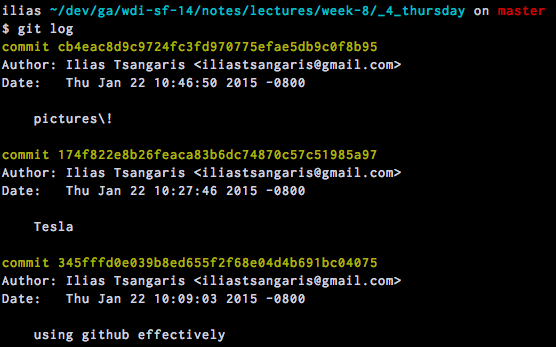 ilias ~/dev/ga/wdi-sf-14/notes/lectures/week-8/_4_thursday on master
$ git log
commit cb4eac8d9c9724fc3fd970775efae5db9c0f8b95
Author: Ilias Tsangaris <iliastsangaris@gmail.com>
Date:   Thu Jan 22 10:46:50 2015 -0800
pictures\!
commit 174f822e8b26feaca83b6dc74870c57c51985a97
Author: Ilias Tsangaris <iliastsangaris@gmail.com>
Date:   Thu Jan 22 10:27:46 2015 -0800
Tesla
commit 345fffd0e039b8ed655f2f68e04d4b691bc04075
Author: Ilias Tsangaris <iliastsangaris@gmail.com>
Date:   Thu Jan 22 10:09:03 2015 -0800
using github effectively